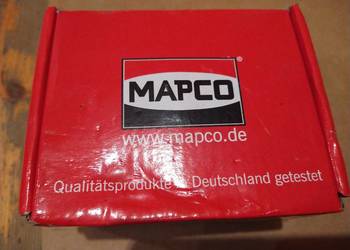 MAPCO®
www.mapco.de
Qualitätsprodukte Deutschland getestet